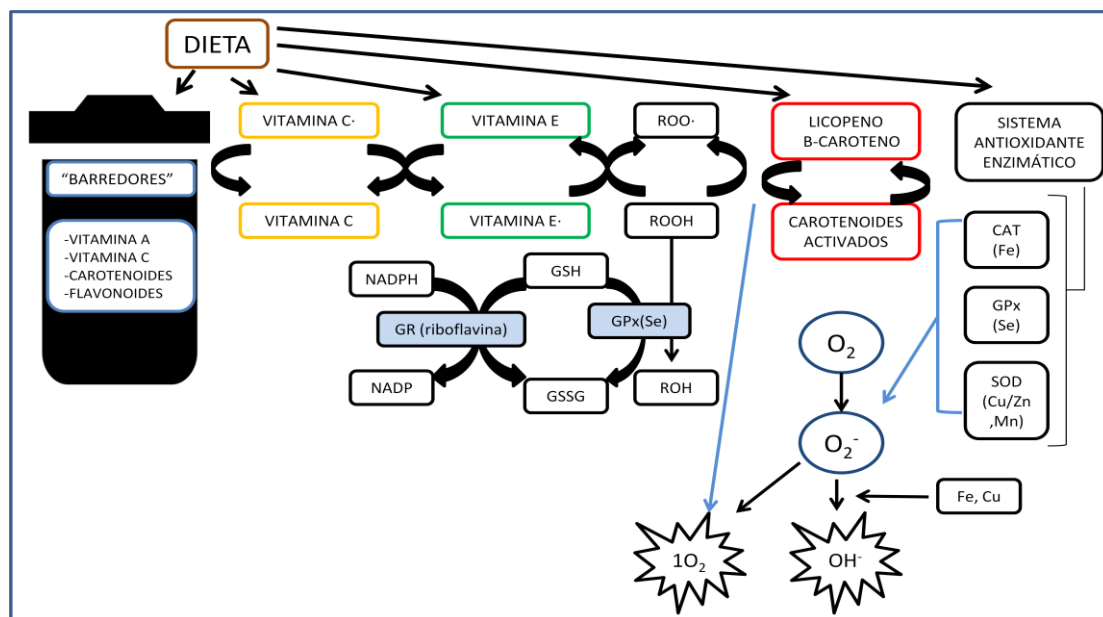 DIETA
VITAMINA C·
VITAMINA E
ROO·
LICOPENO
B-CAROTENO
SISTEMA
ANTIOXIDANTE
ENZIMÁTICO
“BARREDORES”
VITAMINA C
VITAMINA E·
ROOH
CAROTENOIDES
ACTIVADOS
-VITAMINA A
-VITAMINA C
-CAROTENOIDES
-FLAVONOIDES
CAT
(Fe)
NADPH
GSH
GR (riboflavina)
GPx(Se)
GPx
(Se)
O₂
NADP
GSSG
ROH
SOD
(Cu/Zn
,Mn)
O₂⁻
Fe, Cu
1O₂
OH⁻